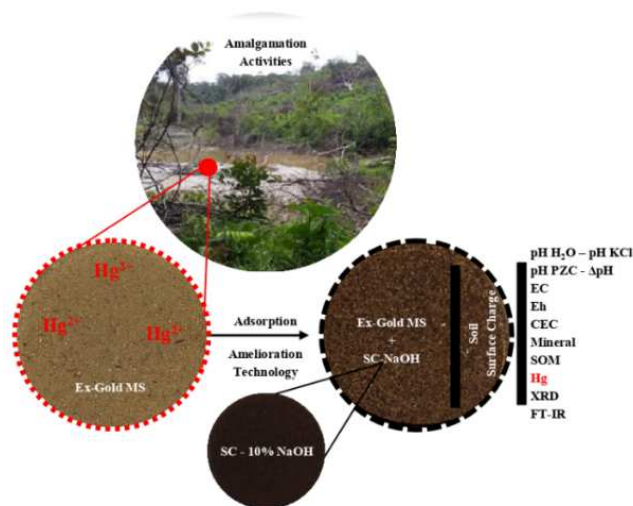 Amalgamation
Activities
Hg²⁺
Hg²⁺
Hg²⁺
Ex-Gold MS
Adsorption
Amelioration
Technology
SC - 10% NaOH
Ex-Gold MS
+
SC-NaOH
Soil
Surface Charge
pH H₂O – pH KCl
pH PZC - ΔpH
EC
Eh
CEC
Mineral
SOM
Hg
XRD
FT-IR